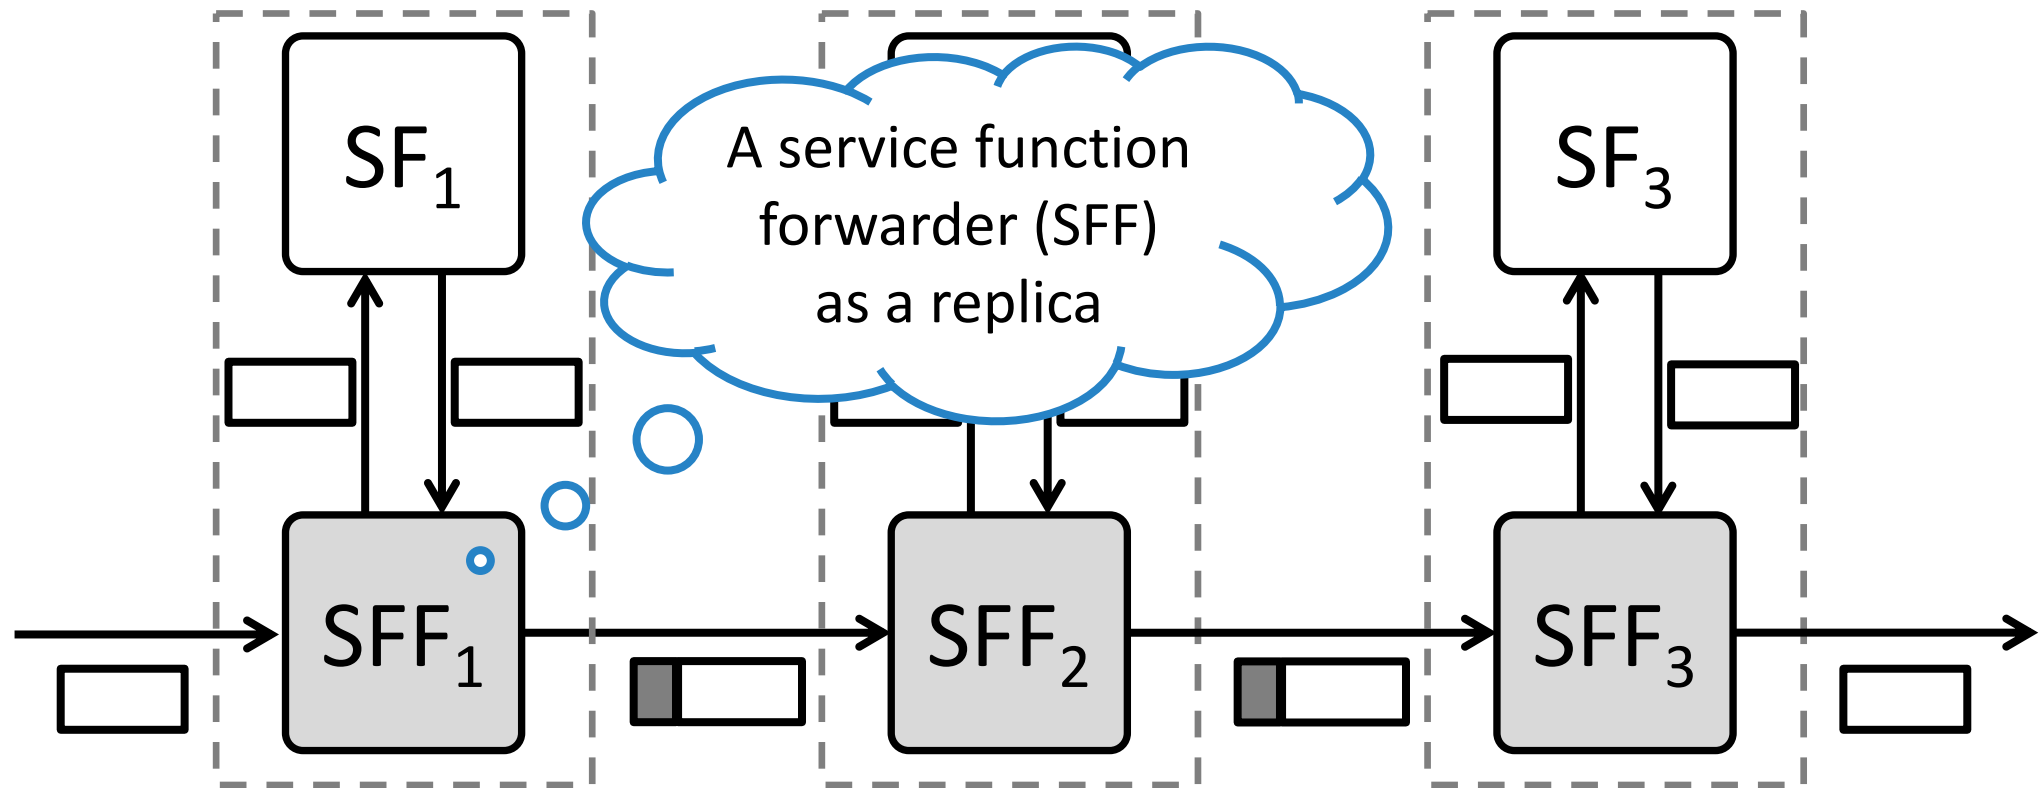 SF1
A service function
forwarder (SFF)
as a replica
SF3
SFF1
SFF2
SFF3